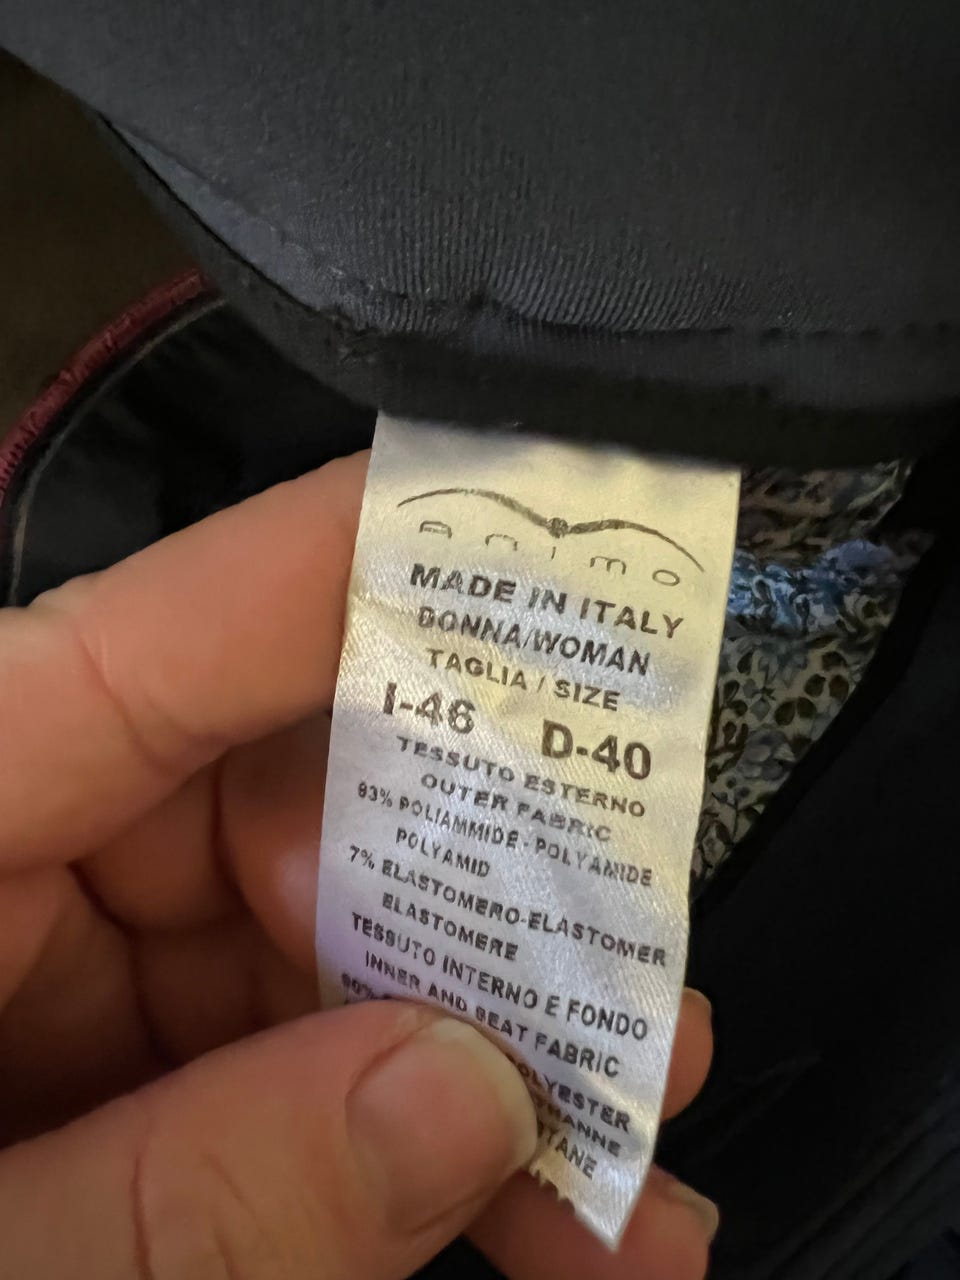 Animo
MADE IN ITALY
DONNA/WOMAN
TAGLIA / SIZE
I-46 D-40
TESSUTO ESTERNO
OUTER FABRIC
93% POLIAMMIDE-POLYAMIDE
POLYAMID
7% ELASTOMERO-ELASTOMER
ELASTOMERE
TESSUTO INTERNO E FONDO
INNER AND SEAT FABRIC